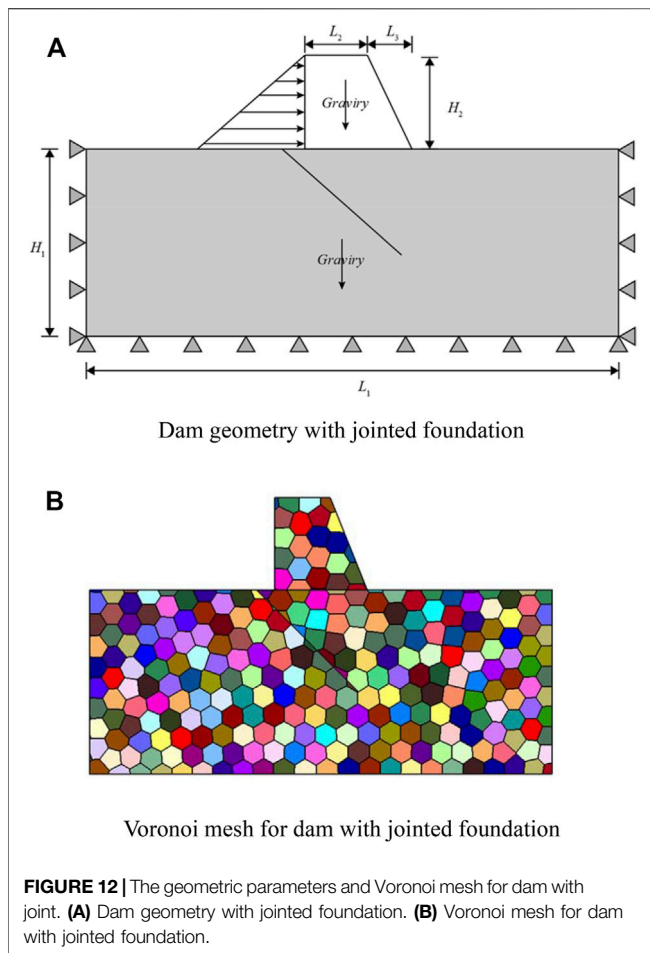 A
L₂ L₃
Graviry
H₂
H₁
Graviry
L₁
Dam geometry with jointed foundation
B
Voronoi mesh for dam with jointed foundation
FIGURE 12 | The geometric parameters and Voronoi mesh for dam with
joint. (A) Dam geometry with jointed foundation. (B) Voronoi mesh for dam
with jointed foundation.